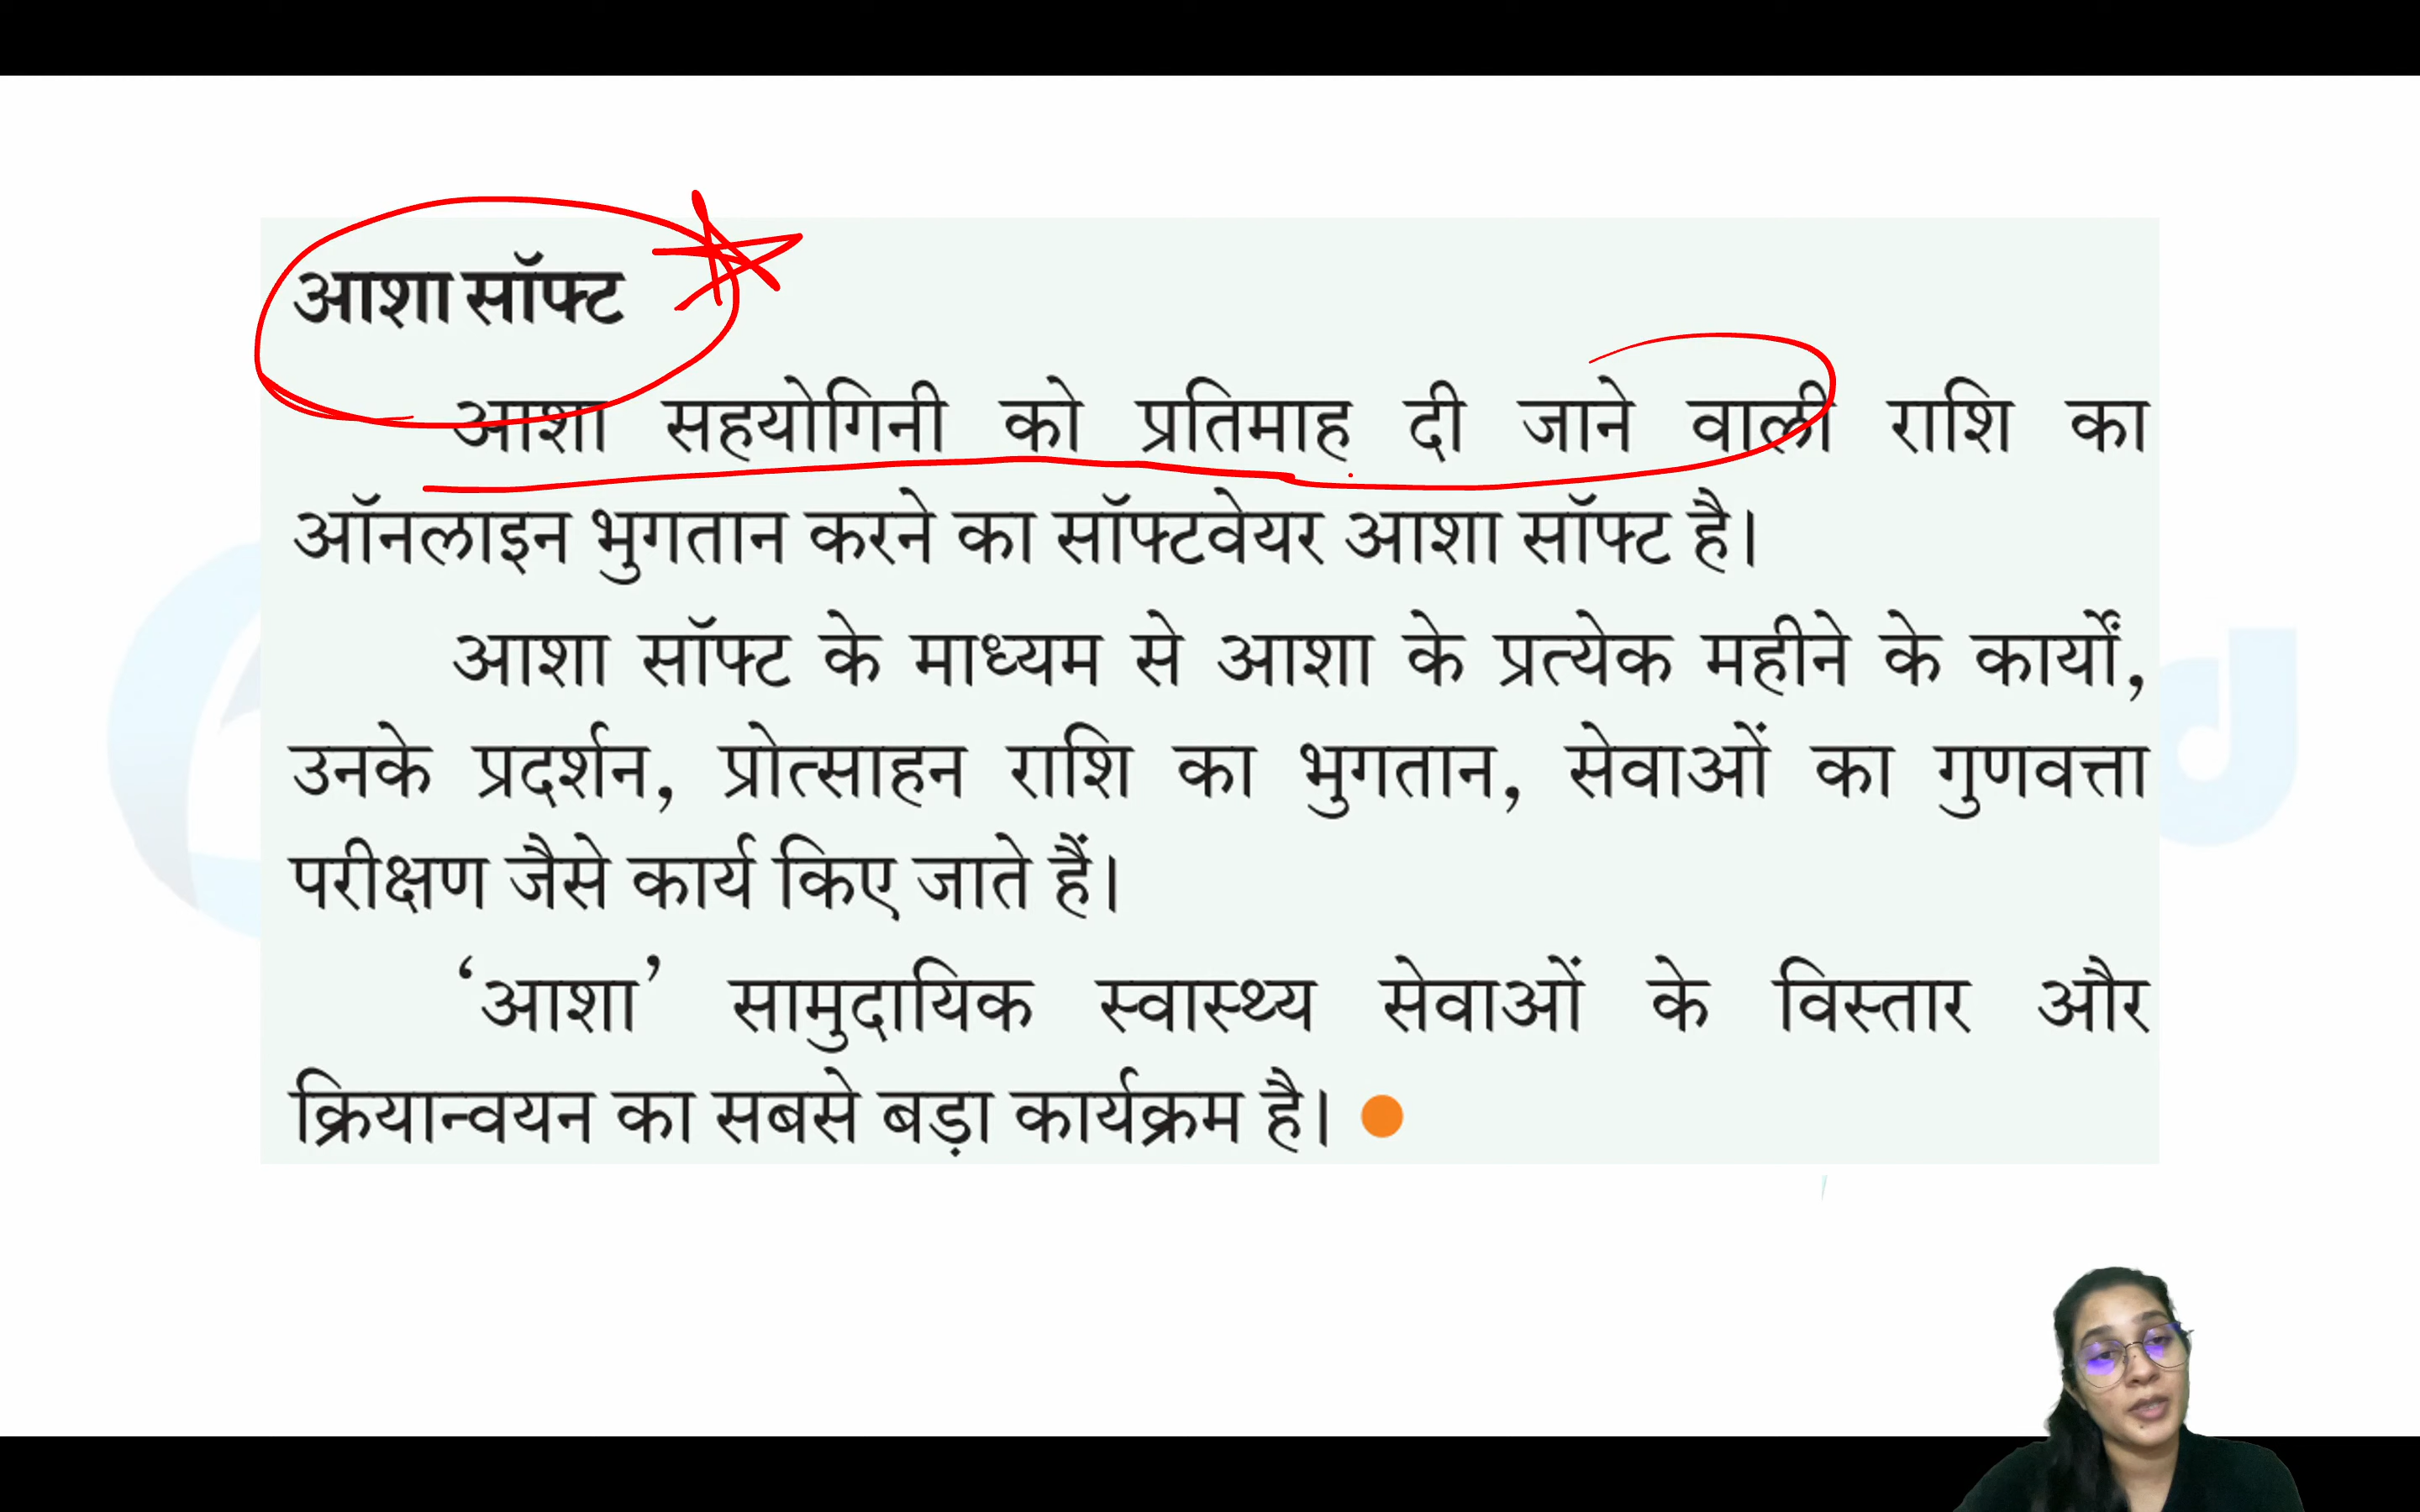 आशा सॉफ्ट
आशा सहयोगिनी को प्रतिमाह दी जाने वाली राशि का
ऑनलाइन भुगतान करने का सॉफ्टवेयर आशा सॉफ्ट है।
आशा सॉफ्ट के माध्यम से आशा के प्रत्येक महीने के कार्यों,
उनके प्रदर्शन, प्रोत्साहन राशि का भुगतान, सेवाओं का गुणवत्ता
परीक्षण जैसे कार्य किए जाते हैं।
‘आशा’ सामुदायिक स्वास्थ्य सेवाओं के विस्तार और
क्रियान्वयन का सबसे बड़ा कार्यक्रम है।